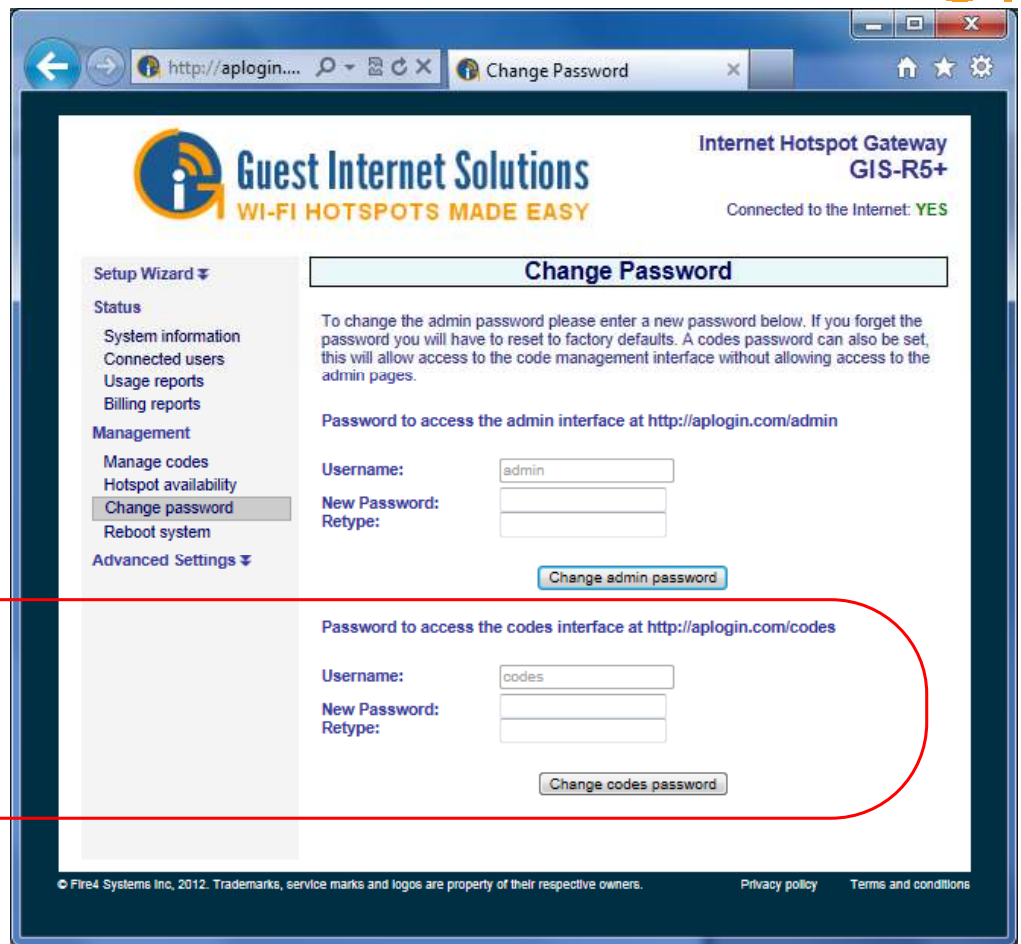 http://aplogin....
Change Password
Guest Internet Solutions
WI-FI HOTSPOTS MADE EASY
Internet Hotspot Gateway
GIS-R5+
Connected to the Internet: YES
Setup Wizard
Status
System information
Connected users
Usage reports
Billing reports
Management
Manage codes
Hotspot availability
Change password
Reboot system
Advanced Settings
Change Password
To change the admin password please enter a new password below. If you forget the
password you will have to reset to factory defaults. A codes password can also be set,
this will allow access to the code management interface without allowing access to the
admin pages.
Password to access the admin interface at http://aplogin.com/admin
Username: admin
New Password:
Retype:
Change admin password
Password to access the codes interface at http://aplogin.com/codes
Username: codes
New Password:
Retype:
Change codes password
© Fire4 Systems Inc, 2012. Trademarks, service marks and logos are property of their respective owners. Privacy policy Terms and conditions